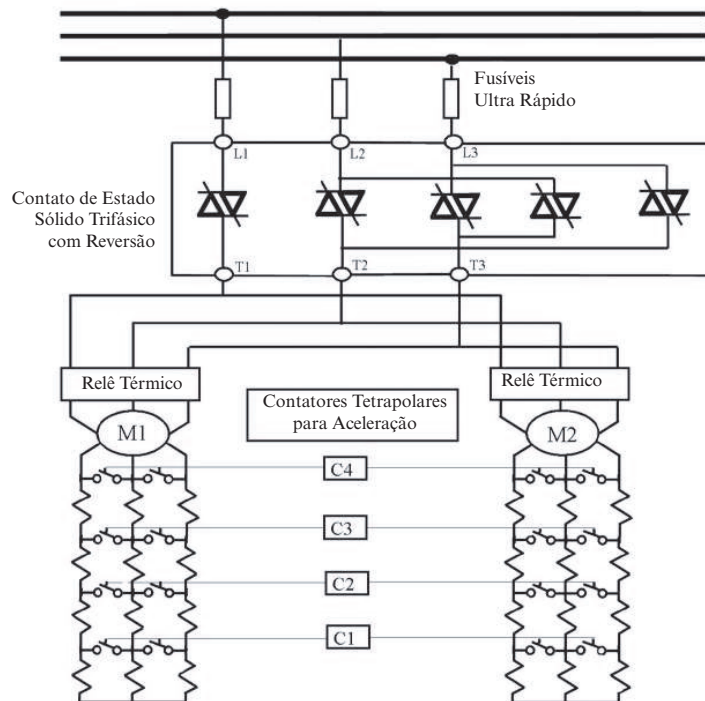 Fusíveis
Ultra Rápido
L1
L2
L3
Contato de Estado
Sólido Trifásico
com Reversão
T1
T2
T3
Relê Térmico
Contatores Tetrapolares
para Aceleração
Relê Térmico
M1
M2
C4
C3
C2
C1